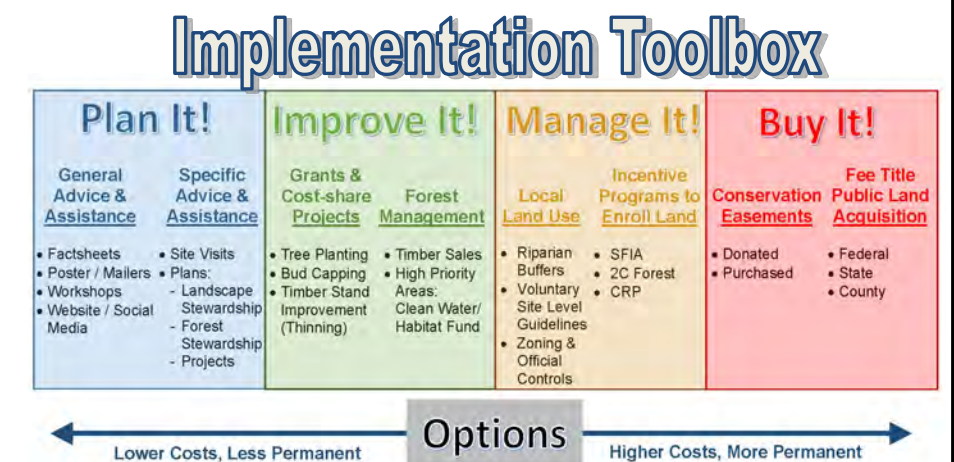 Implementation Toolbox
Plan It!
General
Advice &
Assistance
• Factsheets
• Poster / Mailers
• Workshops
• Website / Social
Media
Specific
Advice &
Assistance
• Site Visits
• Plans:
- Landscape
Stewardship
- Forest
Stewardship
- Projects
Improve It!
Grants &
Cost-share
Projects
• Tree Planting
• Bud Capping
• Timber Stand
Improvement
(Thinning)
Forest
Management
• Timber Sales
• High Priority
Areas:
Clean Water/
Habitat Fund
Manage It!
Local
Land Use
• Riparian
Buffers
• Voluntary
Site Level
Guidelines
• Zoning &
Official
Controls
Incentive
Programs to
Enroll Land
• SFIA
• 2C Forest
• CRP
Buy It!
Conservation
Easements
• Donated
• Purchased
Fee Title
Public Land
Acquisition
• Federal
• State
• County
Options
Lower Costs, Less Permanent
Higher Costs, More Permanent